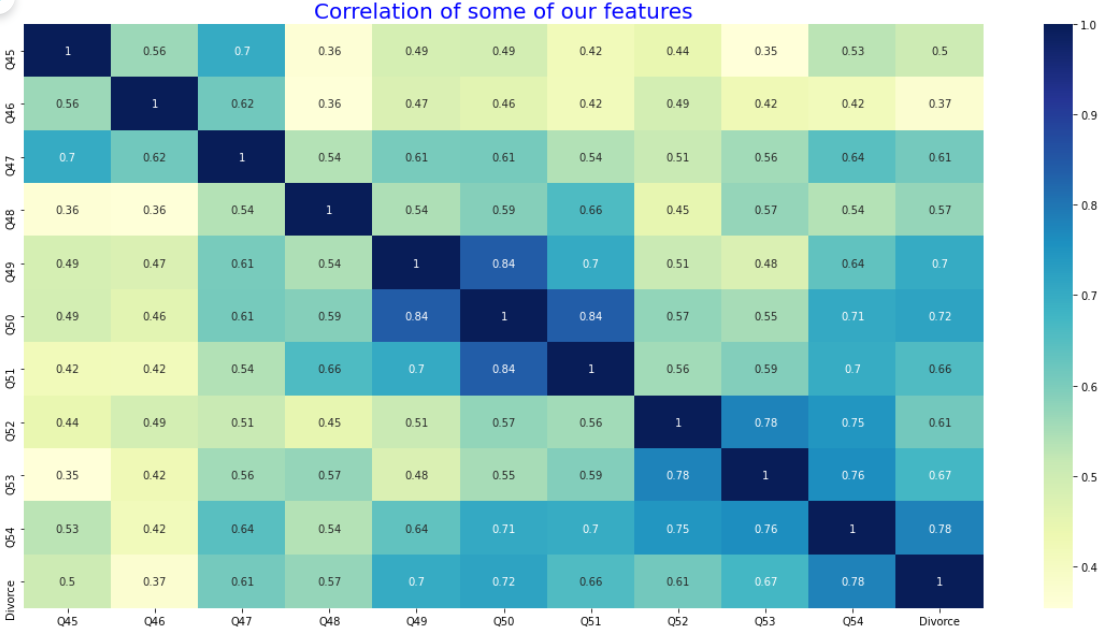 Correlation of some of our features
Q45 1 0.56 0.7 0.36 0.49 0.49 0.42 0.44 0.35 0.53 0.5
Q46 0.56 1 0.62 0.36 0.47 0.46 0.42 0.49 0.42 0.42 0.37
Q47 0.7 0.62 1 0.54 0.61 0.61 0.54 0.51 0.56 0.64 0.61
Q48 0.36 0.36 0.54 1 0.54 0.59 0.66 0.45 0.57 0.54 0.57
Q49 0.49 0.47 0.61 0.54 1 0.84 0.7 0.51 0.48 0.64 0.7
Q50 0.49 0.46 0.61 0.59 0.84 1 0.84 0.57 0.55 0.71 0.72
Q51 0.42 0.42 0.54 0.66 0.7 0.84 1 0.56 0.59 0.7 0.66
Q52 0.44 0.49 0.51 0.45 0.51 0.57 0.56 1 0.78 0.75 0.61
Q53 0.35 0.42 0.56 0.57 0.48 0.55 0.59 0.78 1 0.76 0.67
Q54 0.53 0.42 0.64 0.54 0.64 0.71 0.7 0.75 0.76 1 0.78
Divorce 0.5 0.37 0.61 0.57 0.7 0.72 0.66 0.61 0.67 0.78 1
Q45 Q46 Q47 Q48 Q49 Q50 Q51 Q52 Q53 Q54 Divorce
1.0
0.9
0.8
0.7
0.6
0.5
0.4